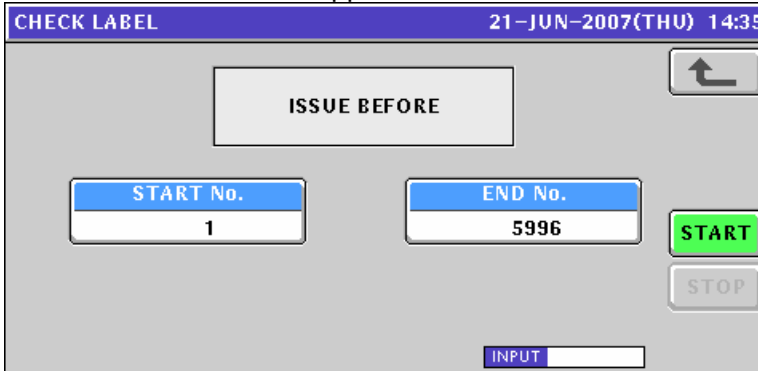 CHECK LABEL 21-JUN-2007(THU) 14:35
ISSUE BEFORE
START No. END No.
1 5996
START
STOP
INPUT